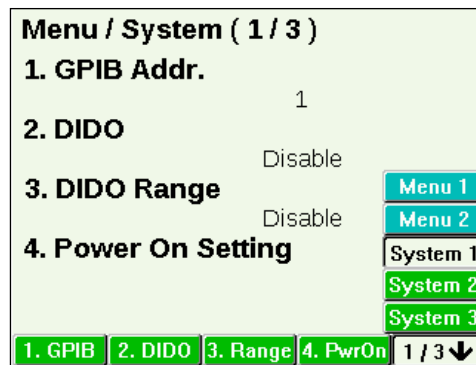 Menu / System ( 1 / 3 )
1. GPIB Addr.
1
2. DIDO
Disable
3. DIDO Range
Disable
4. Power On Setting
Menu 1
Menu 2
System 1
System 2
System 3
1. GPIB 2. DIDO 3. Range 4. PwrOn 1 / 3 ↓